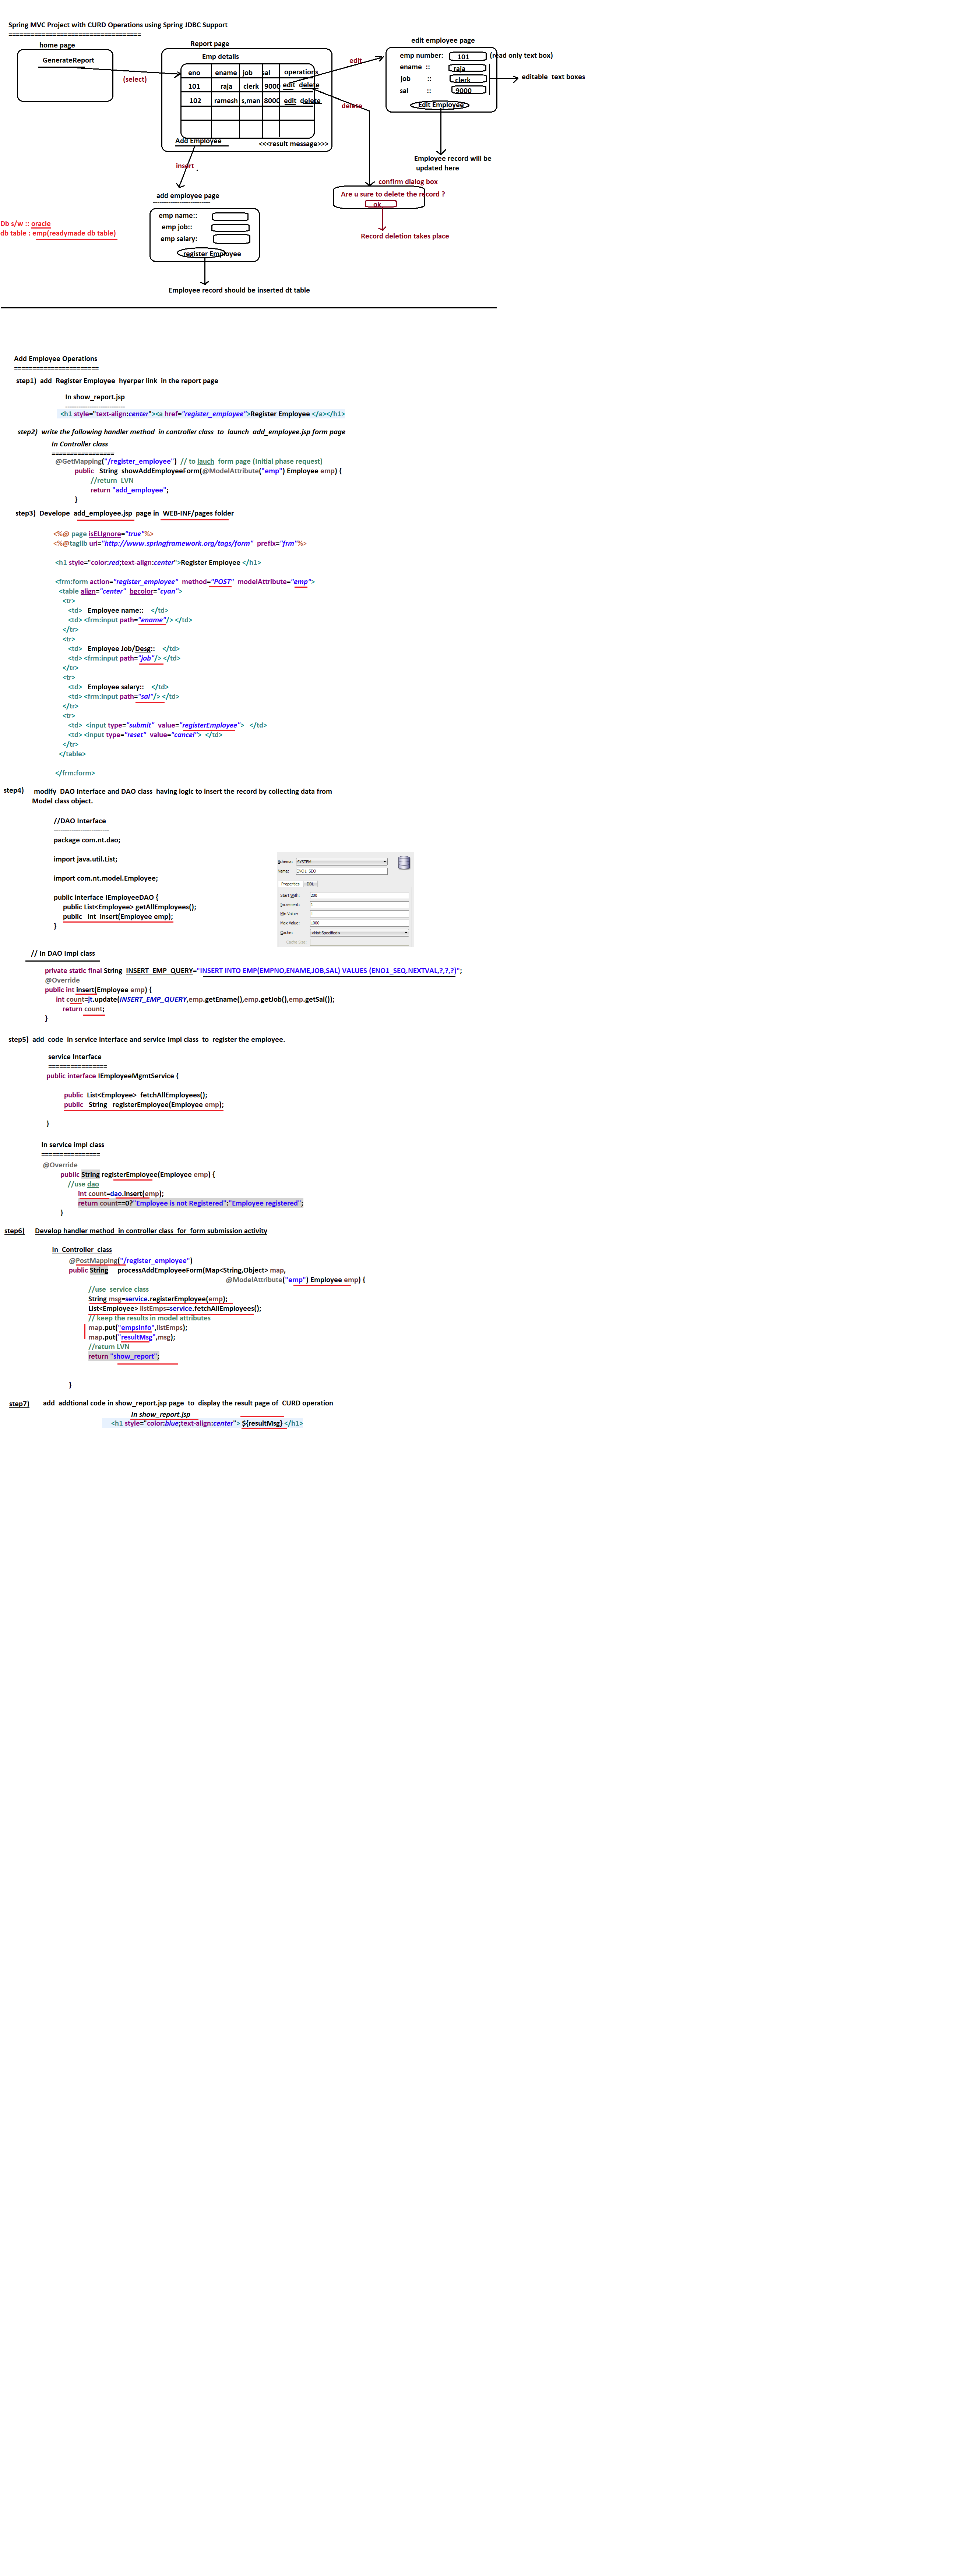 Spring MVC Project with CURD Operations using Spring JDBC Support
==================================
home page
GenerateReport
(select)
Report page
Emp details
eno ename job sal operations
101 raja clerk 9000 edit delete
102 ramesh s,man 8000 edit delete
Add Employee
<<<result message>>>
edit
delete
insert
edit employee page
emp number: 101 (read only text box)
ename :: raja
job :: clerk
sal :: 9000
editable text boxes
Edit Employee
Employee record will be
updated here
confirm dialog box
Are u sure to delete the record ?
ok
Record deletion takes place
add employee page
-------------------------
emp name::
emp job::
emp salary:
register Employee
Employee record should be inserted dt table
Db s/w :: oracle
db table : emp(readymade db table)
Add Employee Operations
======================
step1) add Register Employee hyerper link in the report page
In show_report.jsp
--------------------------
<h1 style="text-align:center"><a href="register_employee">Register Employee </a></h1>
step2) write the following handler method in controller class to launch add_employee.jsp form page
In Controller class
================
@GetMapping("/register_employee") // to lauch form page (Initial phase request)
public String showAddEmployeeForm(@ModelAttribute("emp") Employee emp) {
//return LVN
return "add_employee";
}
step3) Develope add_employee.jsp page in WEB-INF/pages folder
<%@ page isELIgnore="true"%>
<%@taglib uri="http://www.springframework.org/tags/form" prefix="frm"%>
<h1 style="color:red;text-align:center">Register Employee </h1>
<frm:form action="register_employee" method="POST" modelAttribute="emp">
<table align="center" bgcolor="cyan">
<tr>
<td> Employee name:: </td>
<td> <frm:input path="ename"/> </td>
</tr>
<tr>
<td> Employee Job/Desg:: </td>
<td> <frm:input path="job"/> </td>
</tr>
<tr>
<td> Employee salary:: </td>
<td> <frm:input path="sal"/> </td>
</tr>
<tr>
<td> <input type="submit" value="registerEmployee"> </td>
<td> <input type="reset" value="cancel"> </td>
</tr>
</table>
</frm:form>
step4) modify DAO Interface and DAO class having logic to insert the record by collecting data from
Model class object.
//DAO Interface
------------------------
package com.nt.dao;
import java.util.List;
import com.nt.model.Employee;
public interface IEmployeeDAO {
public List<Employee> getAllEmployees();
public int insert(Employee emp);
}
Schema: SYSTEM
Name: ENO1_SEQ
Properties DDL
Start With: 200
Increment: 1
Min Value: 1
Max Value: 1000
Cache: <Not Specified>
Cache Size:
// In DAO Impl class
private static final String INSERT_EMP_QUERY="INSERT INTO EMP(EMPNO,ENAME,JOB,SAL) VALUES (ENO1_SEQ.NEXTVAL,?,?,?)";
@Override
public int insert(Employee emp) {
int count=jt.update(INSERT_EMP_QUERY,emp.getEname(),emp.getJob(),emp.getSal());
return count;
}
step5) add code in service interface and service Impl class to register the employee.
service Interface
================
public interface IEmployeeMgmtService {
public List<Employee> fetchAllEmployees();
public String registerEmployee(Employee emp);
}
In service impl class
================
@Override
public String registerEmployee(Employee emp) {
//use dao
int count=dao.insert(emp);
return count==0?"Employee is not Registered":"Employee registered";
}
step6) Develop handler method in controller class for form submission activity
In Controller class
@PostMapping("/register_employee")
public String processAddEmployeeForm(Map<String,Object> map,
@ModelAttribute("emp") Employee emp) {
//use service class
String msg=service.registerEmployee(emp);
List<Employee> listEmps=service.fetchAllEmployees();
// keep the results in model attributes
map.put("empsInfo",listEmps);
map.put("resultMsg",msg);
//return LVN
return "show_report";
}
step7) add addtional code in show_report.jsp page to display the result page of CURD operation
In show_report.jsp
<h1 style="color:blue;text-align:center"> ${resultMsg} </h1>